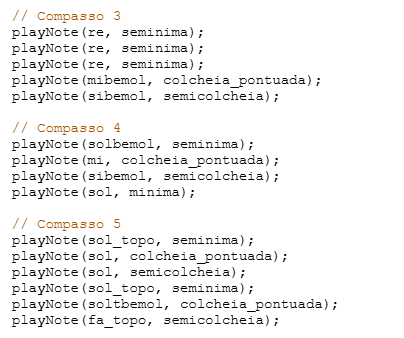 // Compasso 3
playNote(re, seminima);
playNote(re, seminima);
playNote(re, seminima);
playNote(mibemol, colcheia_pontuada);
playNote(sibemol, semicolcheia);
// Compasso 4
playNote(solbemol, seminima);
playNote(mi, colcheia_pontuada);
playNote(sibemol, semicolcheia);
playNote(sol, minima);
// Compasso 5
playNote(sol_topo, seminima);
playNote(sol, colcheia_pontuada);
playNote(sol, semicolcheia);
playNote(sol_topo, seminima);
playNote(soltbemol, colcheia_pontuada);
playNote(fa_topo, semicolcheia);